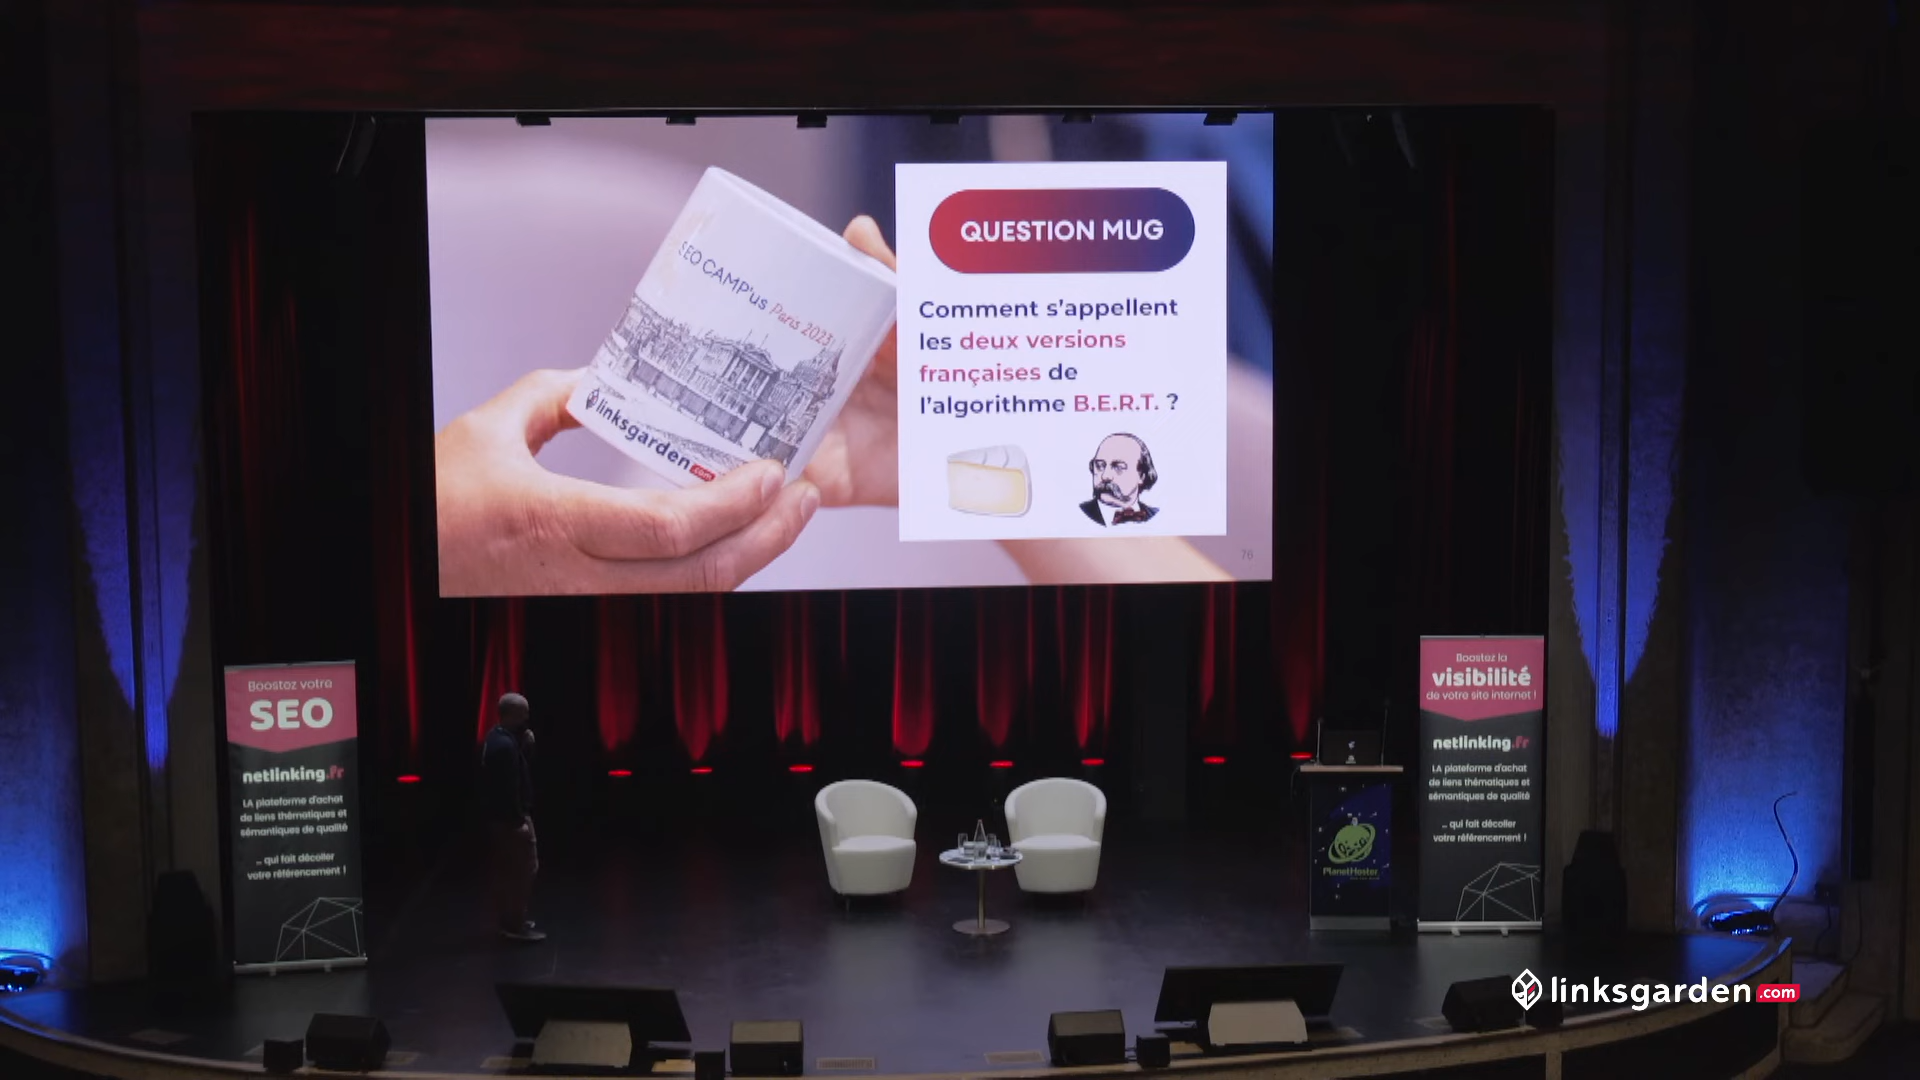 SEO CAMP'us Paris 2023
linksgarden.com
QUESTION MUG
Comment s'appellent
les deux versions
françaises de
l'algorithme B.E.R.T. ?
76
Boostez votre
SEO
netlinking.fr
LA plateforme d'achat
de liens thématiques et
sémantiques de qualité
... qui fait décoller
votre référencement !
PlanetHoster
Boostez la
visibilité
de votre site internet !
netlinking.fr
LA plateforme d'achat
de liens thématiques et
sémantiques de qualité
... qui fait décoller
votre référencement !
linksgarden.com